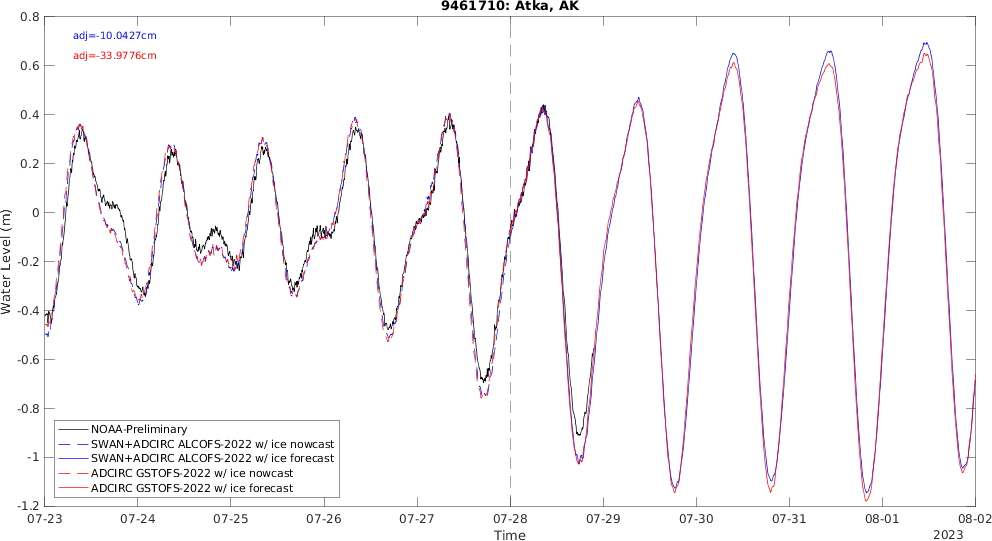 9461710: Atka, AK
adj=-10.0427cm
adj=-33.9776cm
0.8
0.6
0.4
0.2
0
-0.2
-0.4
-0.6
-0.8
-1
-1.2
Water Level (m)
NOAA-Preliminary
SWAN+ADCIRC ALCOFS-2022 w/ ice nowcast
SWAN+ADCIRC ALCOFS-2022 w/ ice forecast
ADCIRC GSTOFS-2022 w/ ice nowcast
ADCIRC GSTOFS-2022 w/ ice forecast
07-23 07-24 07-25 07-26 07-27 07-28 07-29 07-30 07-31 08-01 08-02
Time
2023